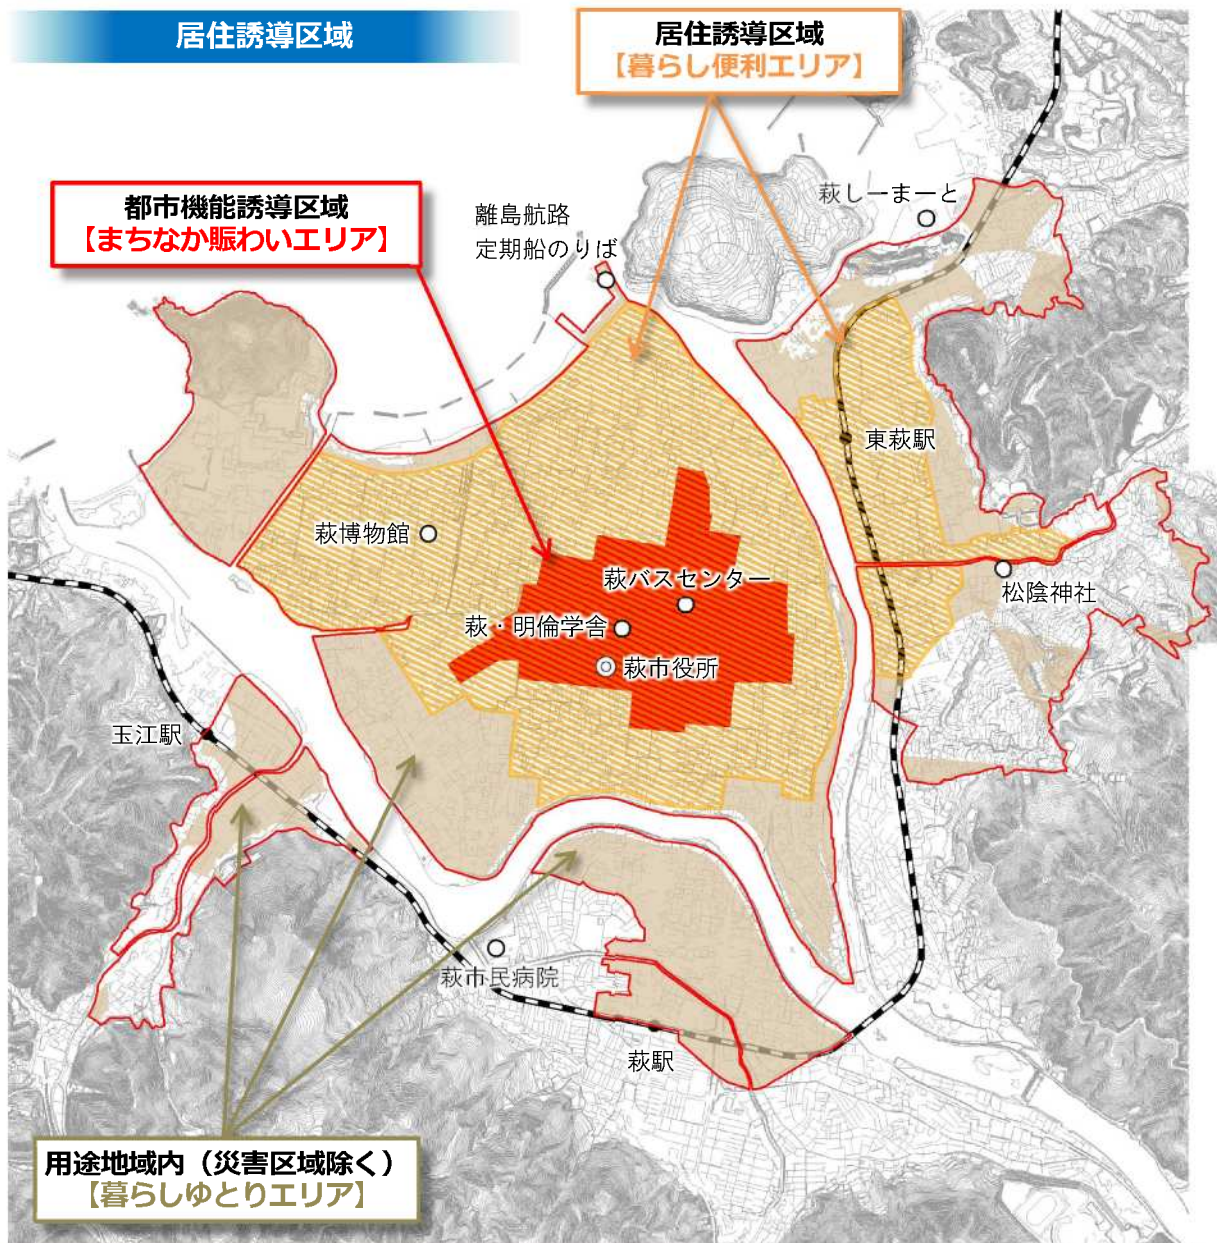 居住誘導区域
居住誘導区域
【暮らし便利エリア】
都市機能誘導区域
【まちなか賑わいエリア】
離島航路
定期船のりば
萩しーまーと
東萩駅
萩博物館
萩バスセンター
松陰神社
萩・明倫学舎
萩市役所
玉江駅
萩市民病院
萩駅
用途地域内（災害区域除く）
【暮らしゆとりエリア】